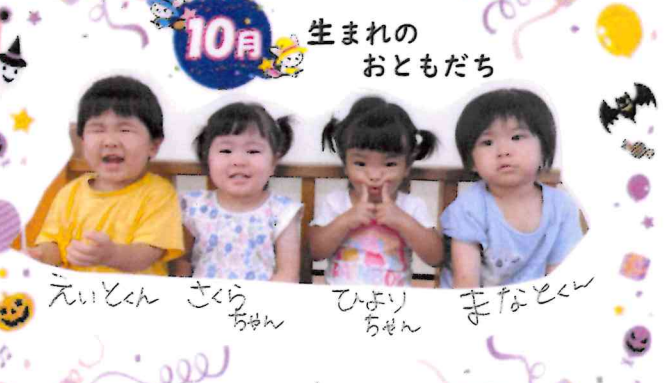 10月
生まれの
おともだち
えいとくん
さくら
ちゃん
ひより
ちゃん
まなとくん